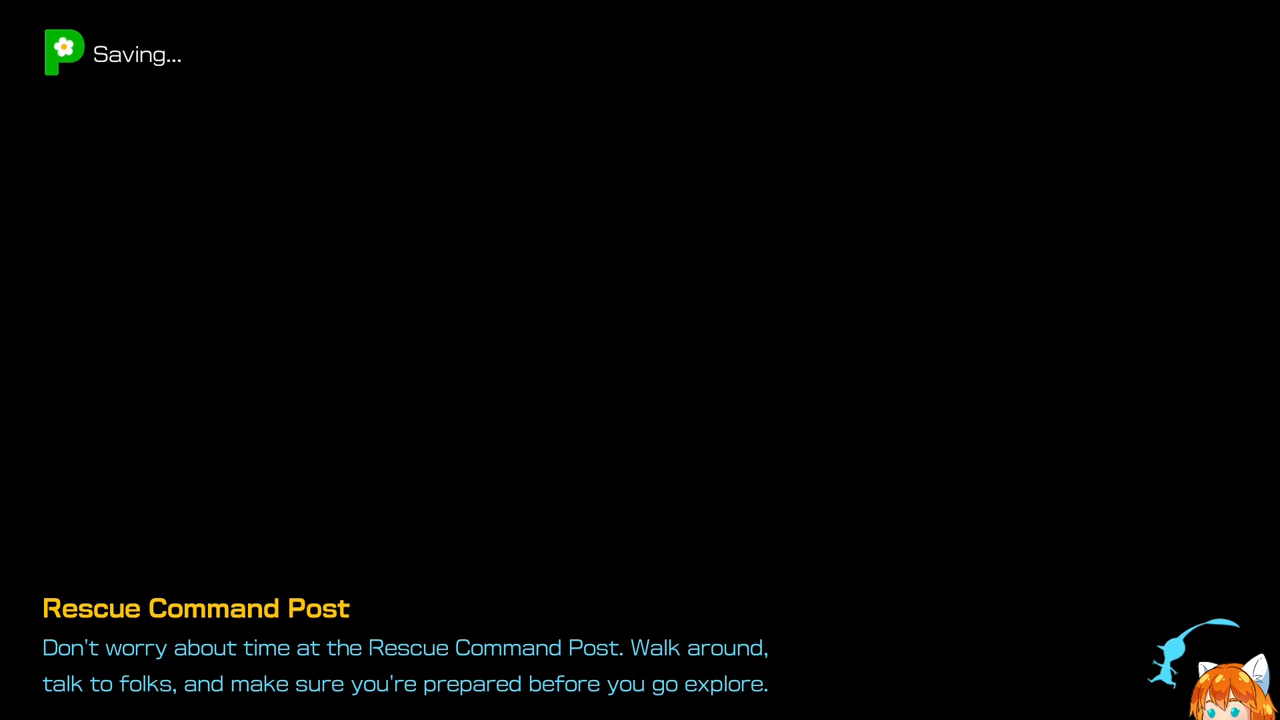 Saving...
Rescue Command Post
Don't worry about time at the Rescue Command Post. Walk around,
talk to folks, and make sure you're prepared before you go explore.